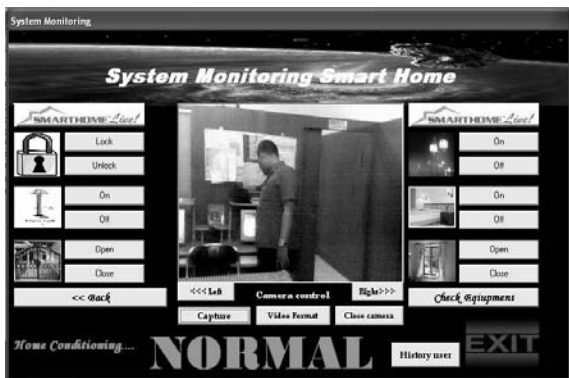 System Monitoring
System Monitoring Smart Home
SMARTHOME Live!
Lock
Unlock
On
Off
Open
Close
<< Back
<<< Left
Camera control
Right>>>
Capture
Video Format
Close camera
SMARTHOME Live!
On
Off
On
Off
Open
Close
Check Eqiupment
Home Conditioning....
NORMAL
History user
EXIT